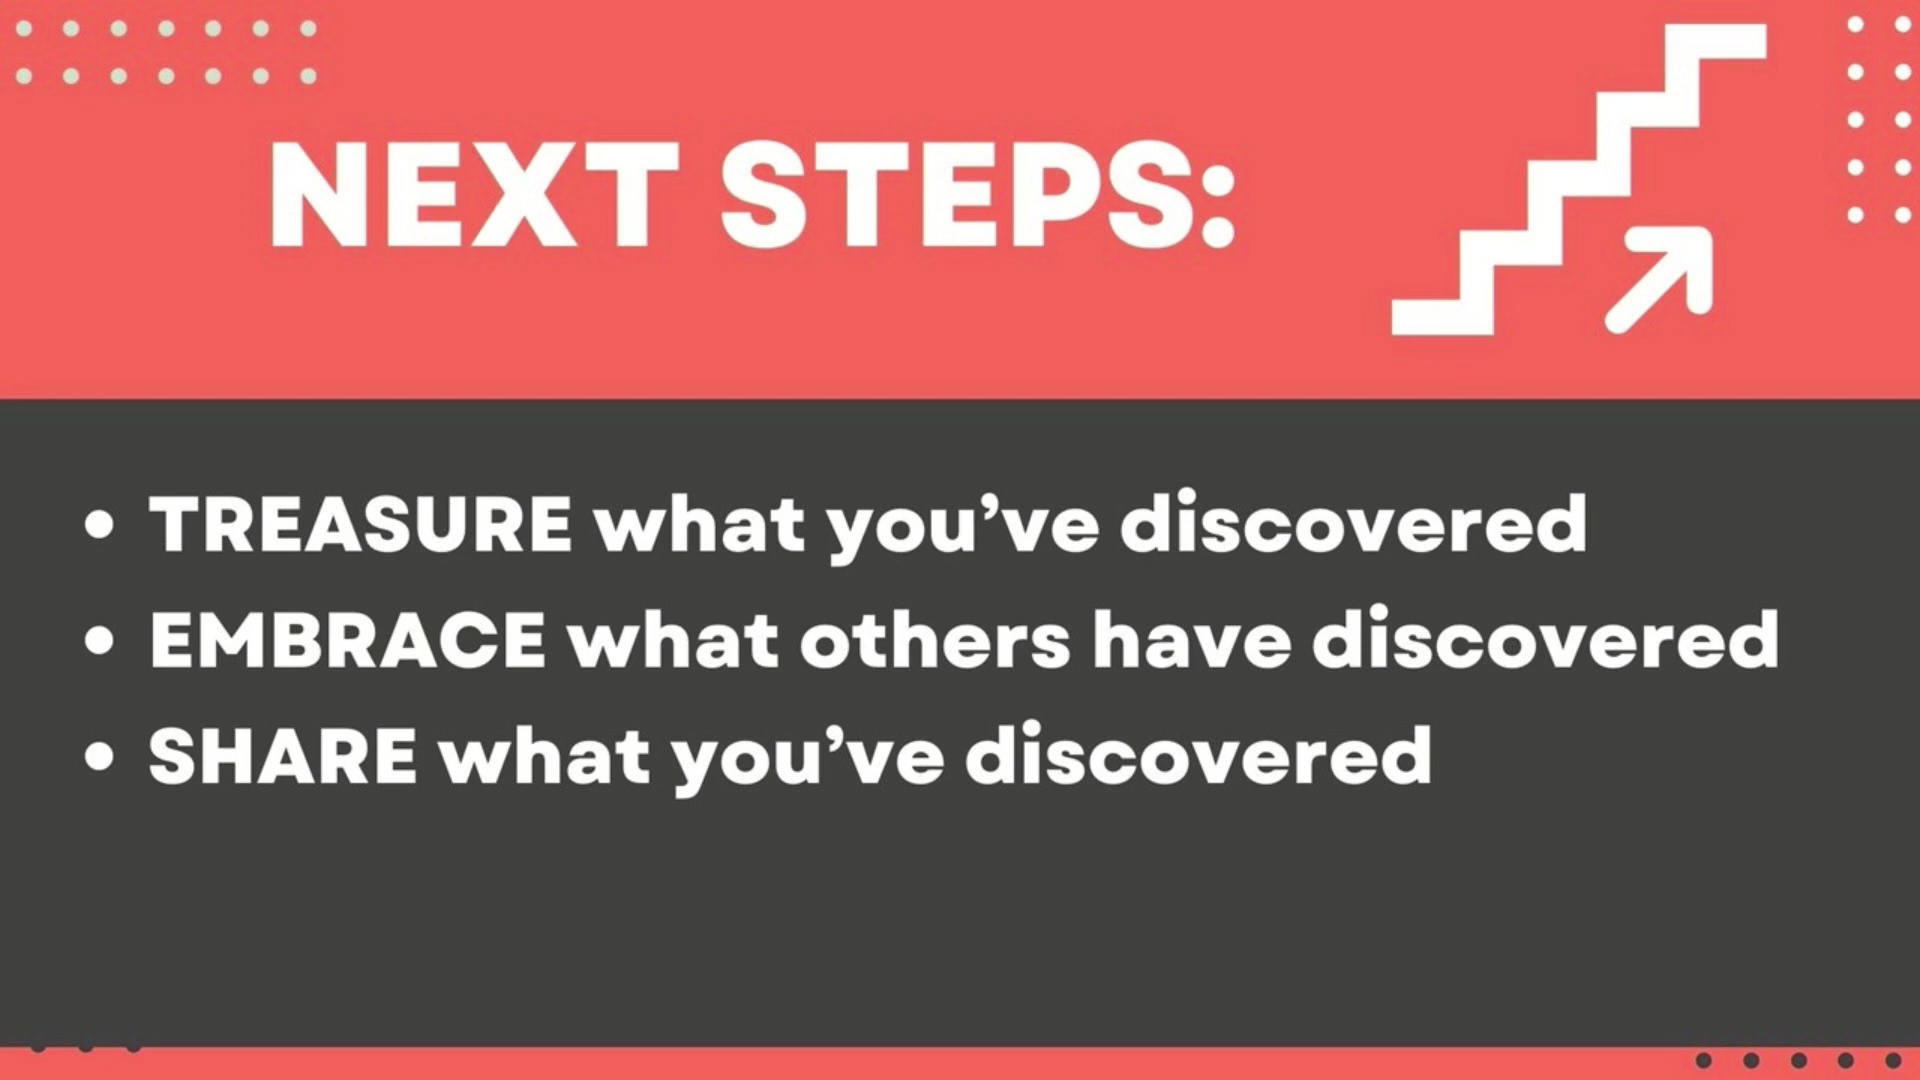 NEXT STEPS:
• TREASURE what you’ve discovered
• EMBRACE what others have discovered
• SHARE what you’ve discovered